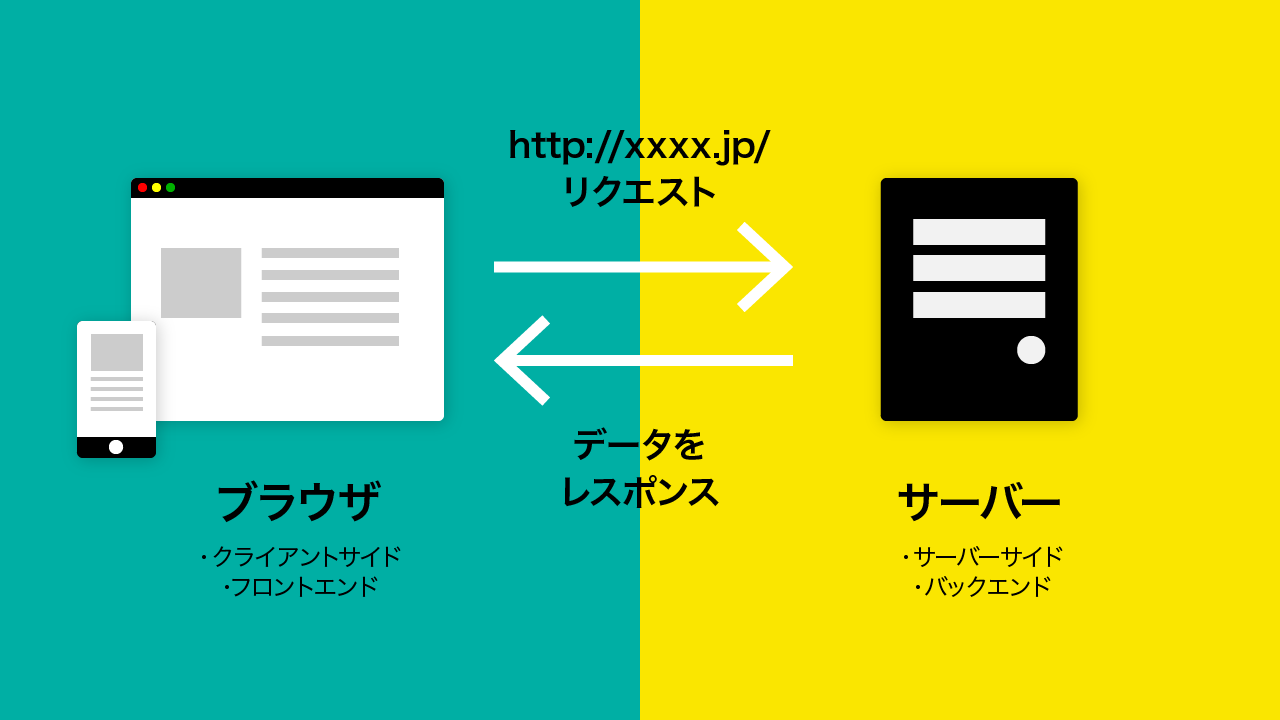 http://xxxx.jp/
リクエスト
データを
レスポンス
ブラウザ
・クライアントサイド
・フロントエンド
サーバー
・サーバーサイド
・バックエンド